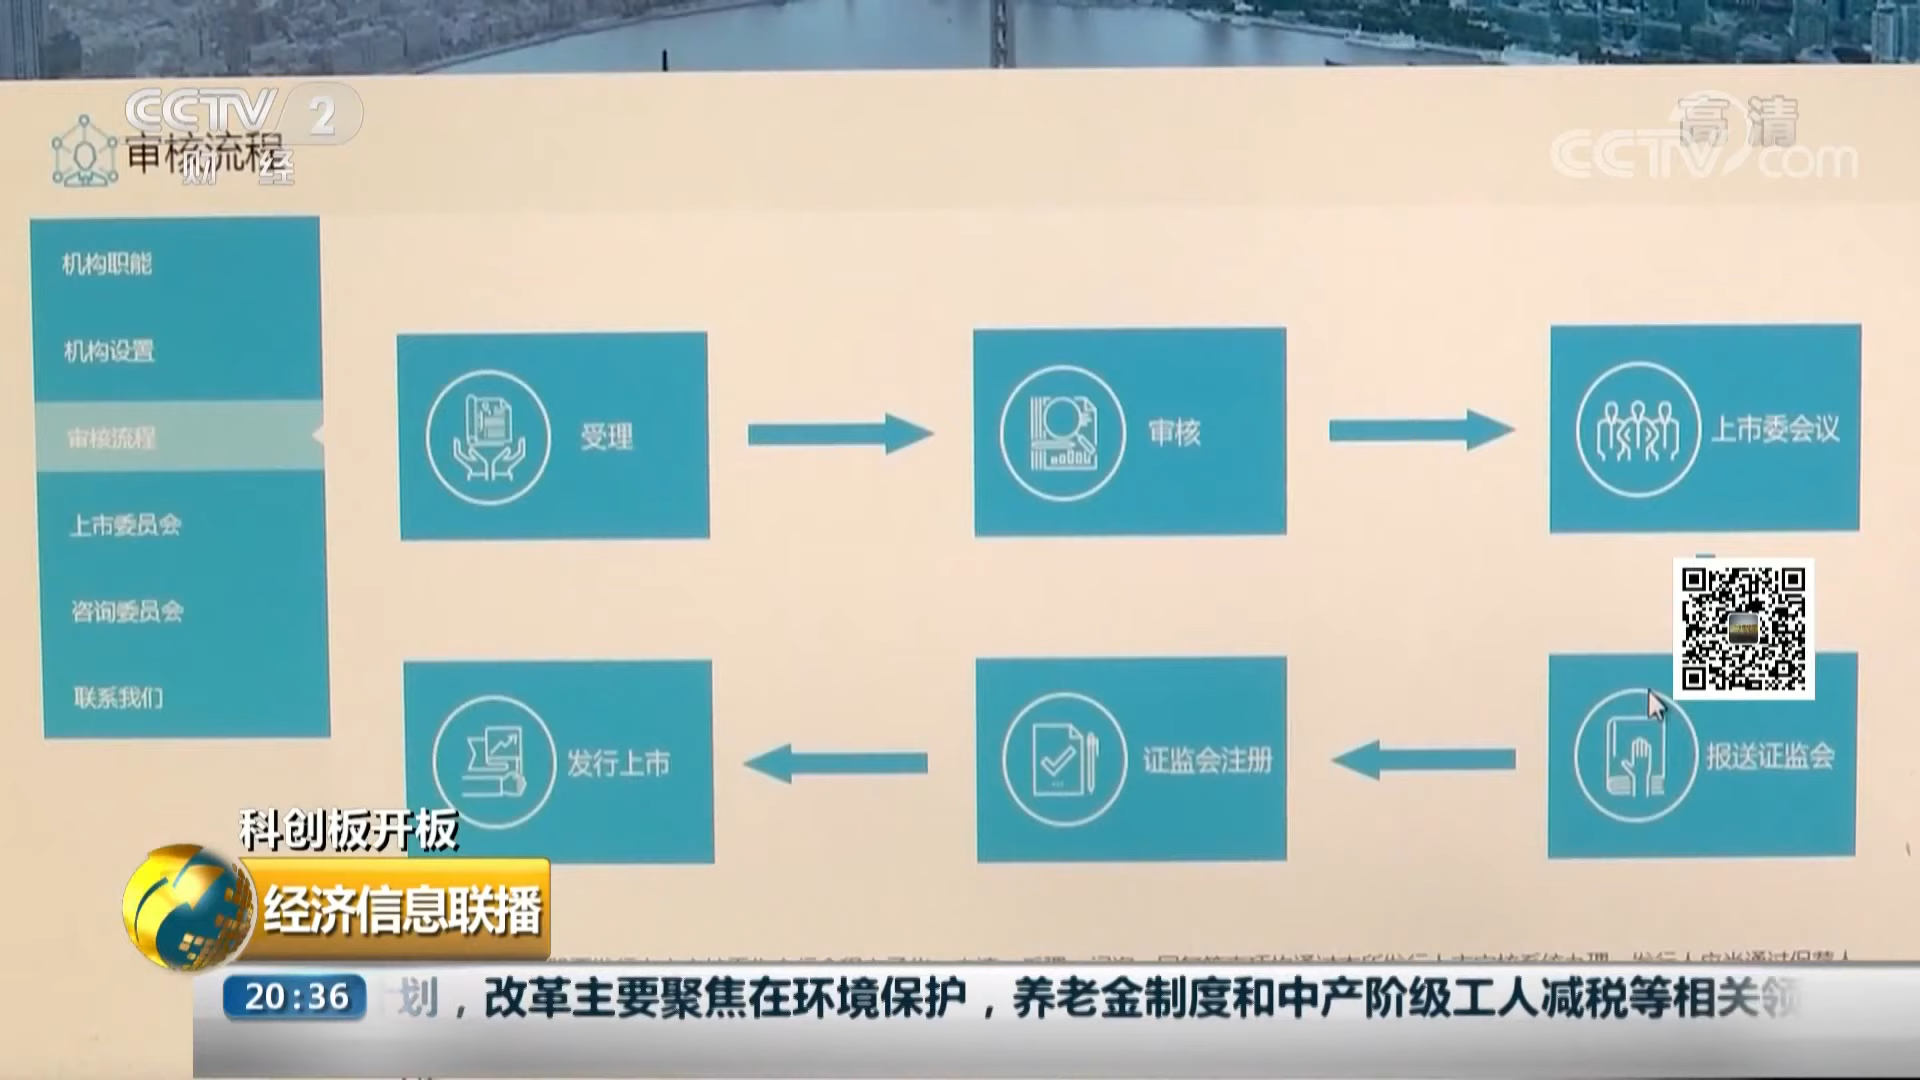 CCTV 2
财经
审核流程
高清
CCTV com
机构职能
机构设置
审核流程
上市委员会
咨询委员会
联系我们
受理
审核
上市委会议
发行上市
证监会注册
报送证监会
科创板开板
经济信息联播
20:36
划，改革主要聚焦在环境保护，养老金制度和中产阶级工人减税等相关领